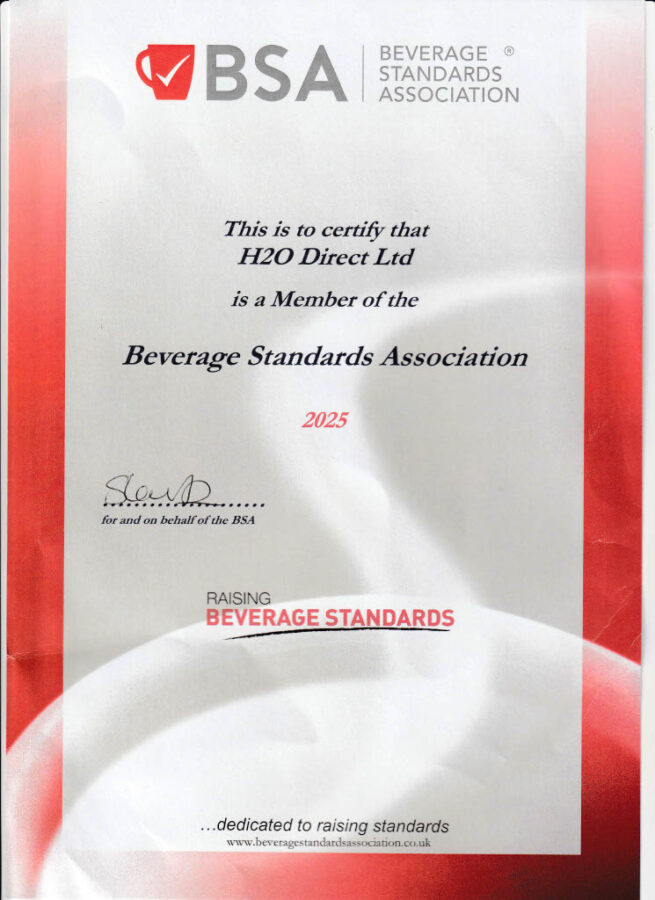 BSA
BEVERAGE ®
STANDARDS
ASSOCIATION
This is to certify that
H2O Direct Ltd
is a Member of the
Beverage Standards Association
2025
for and on behalf of the BSA
RAISING
BEVERAGE STANDARDS
...dedicated to raising standards
www.beveragestandardsassociation.co.uk